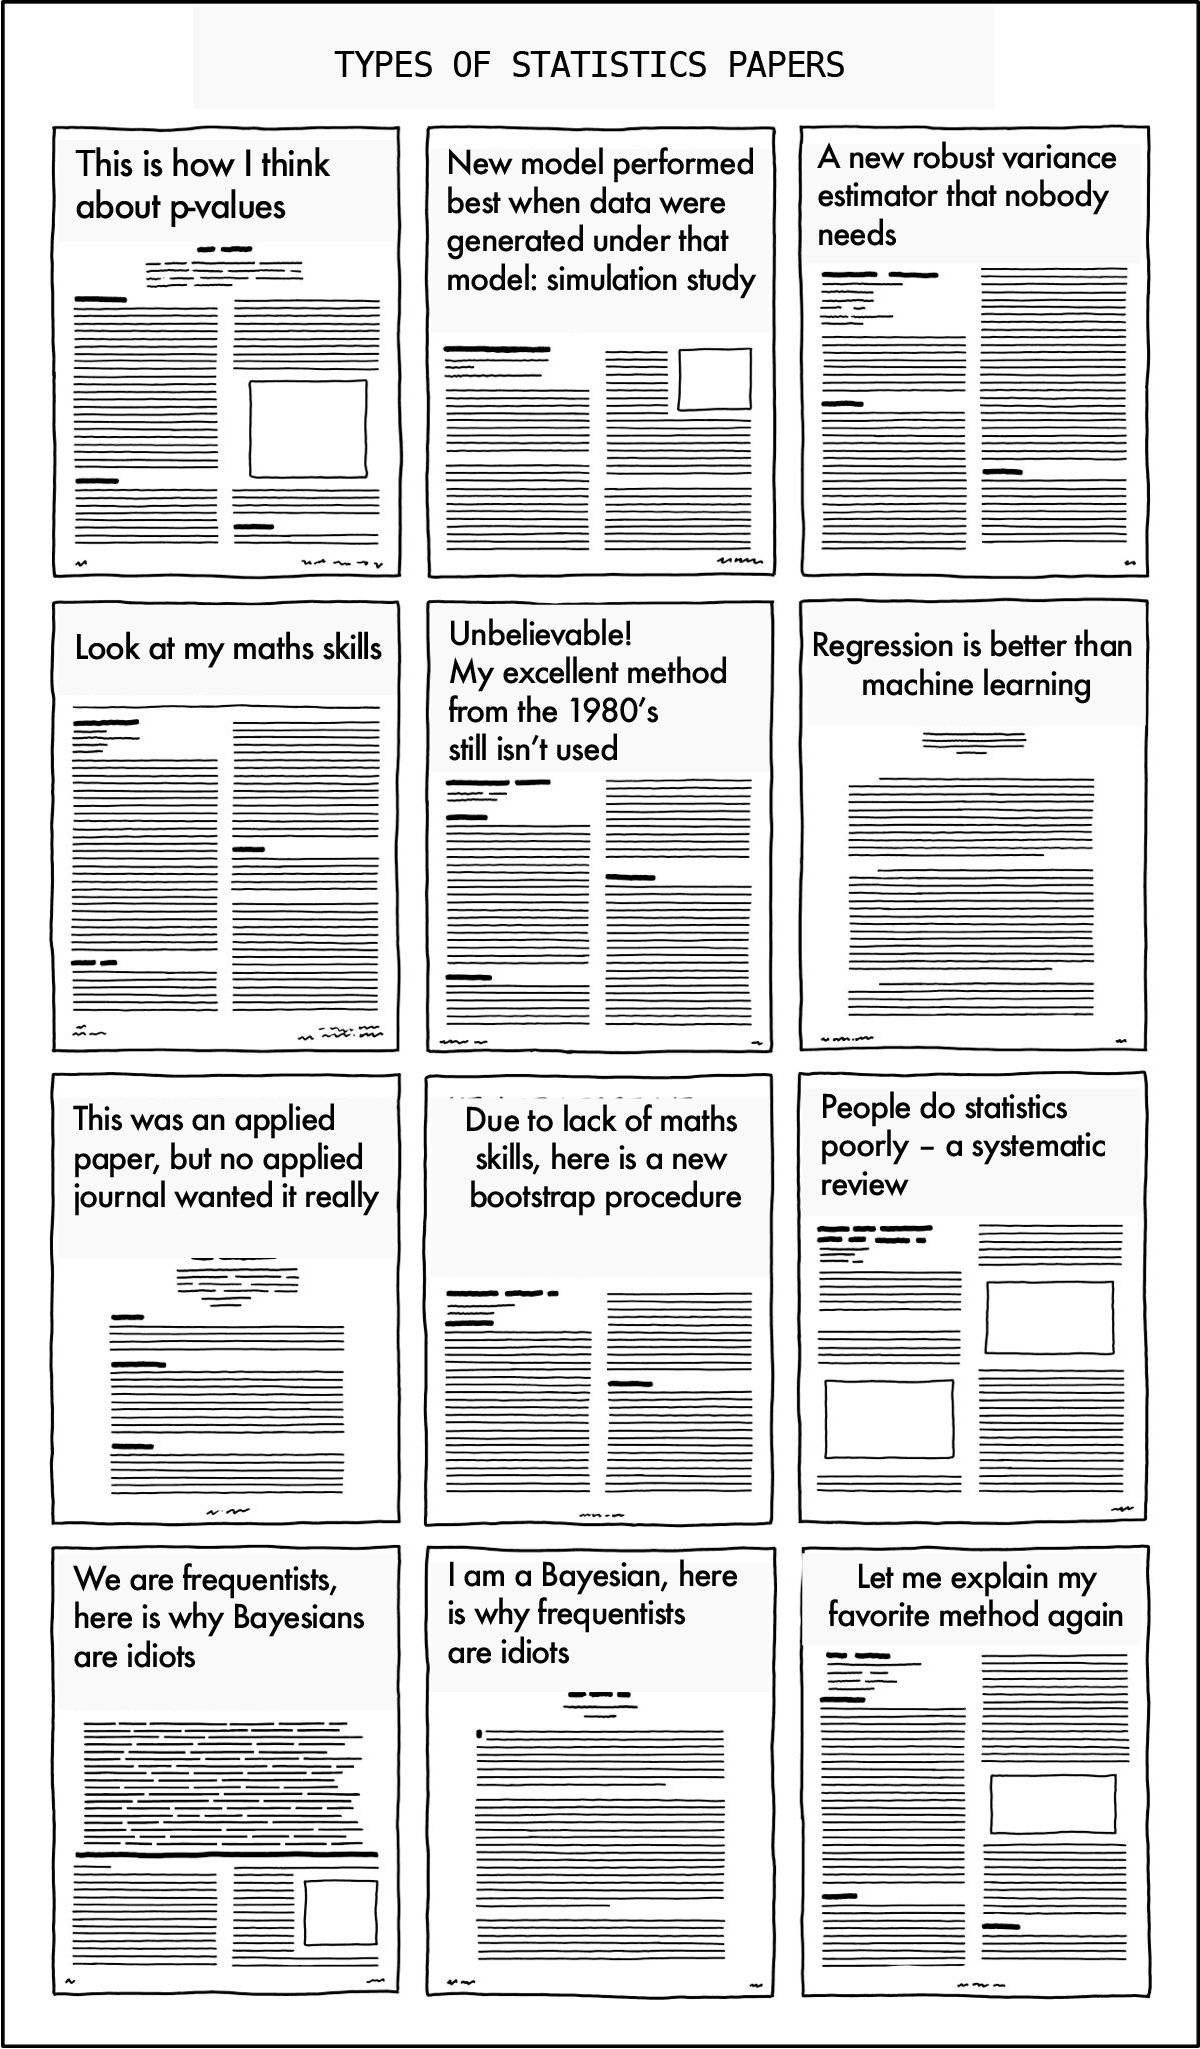 TYPES OF STATISTICS PAPERS
This is how I think
about p-values
New model performed
best when data were
generated under that
model: simulation study
A new robust variance
estimator that nobody
needs
Look at my maths skills
Unbelievable!
My excellent method
from the 1980's
still isn't used
Regression is better than
machine learning
This was an applied
paper, but no applied
journal wanted it really
Due to lack of maths
skills, here is a new
bootstrap procedure
People do statistics
poorly – a systematic
review
We are frequentists,
here is why Bayesians
are idiots
I am a Bayesian, here
is why frequentists
are idiots
Let me explain my
favorite method again